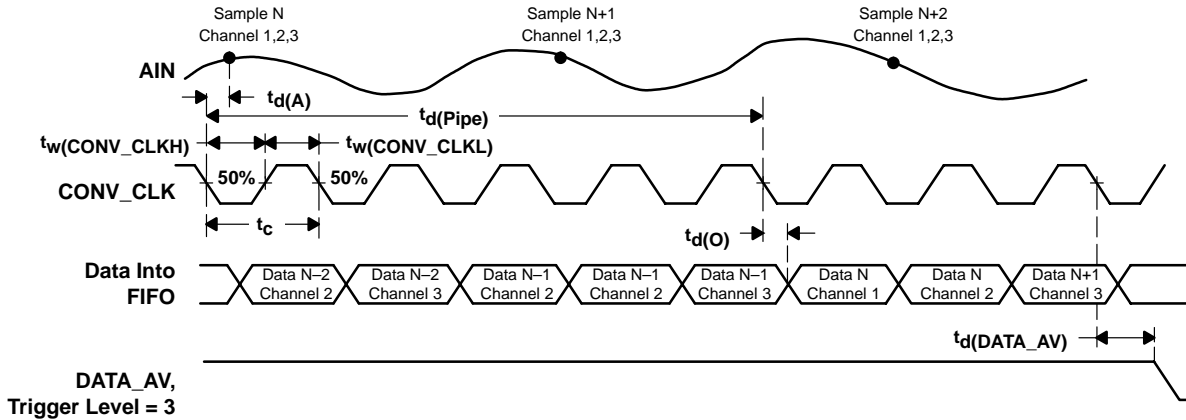 Sample N
Channel 1,2,3
Sample N+1
Channel 1,2,3
Sample N+2
Channel 1,2,3
AIN
td(A)
td(Pipe)
tw(CONV_CLKH)
tw(CONV_CLKL)
CONV_CLK
50%
50%
tc
td(O)
Data Into
FIFO
Data N–2
Channel 2
Data N–2
Channel 3
Data N–1
Channel 2
Data N–1
Channel 2
Data N–1
Channel 3
Data N
Channel 1
Data N
Channel 2
Data N+1
Channel 3
td(DATA_AV)
DATA_AV,
Trigger Level = 3